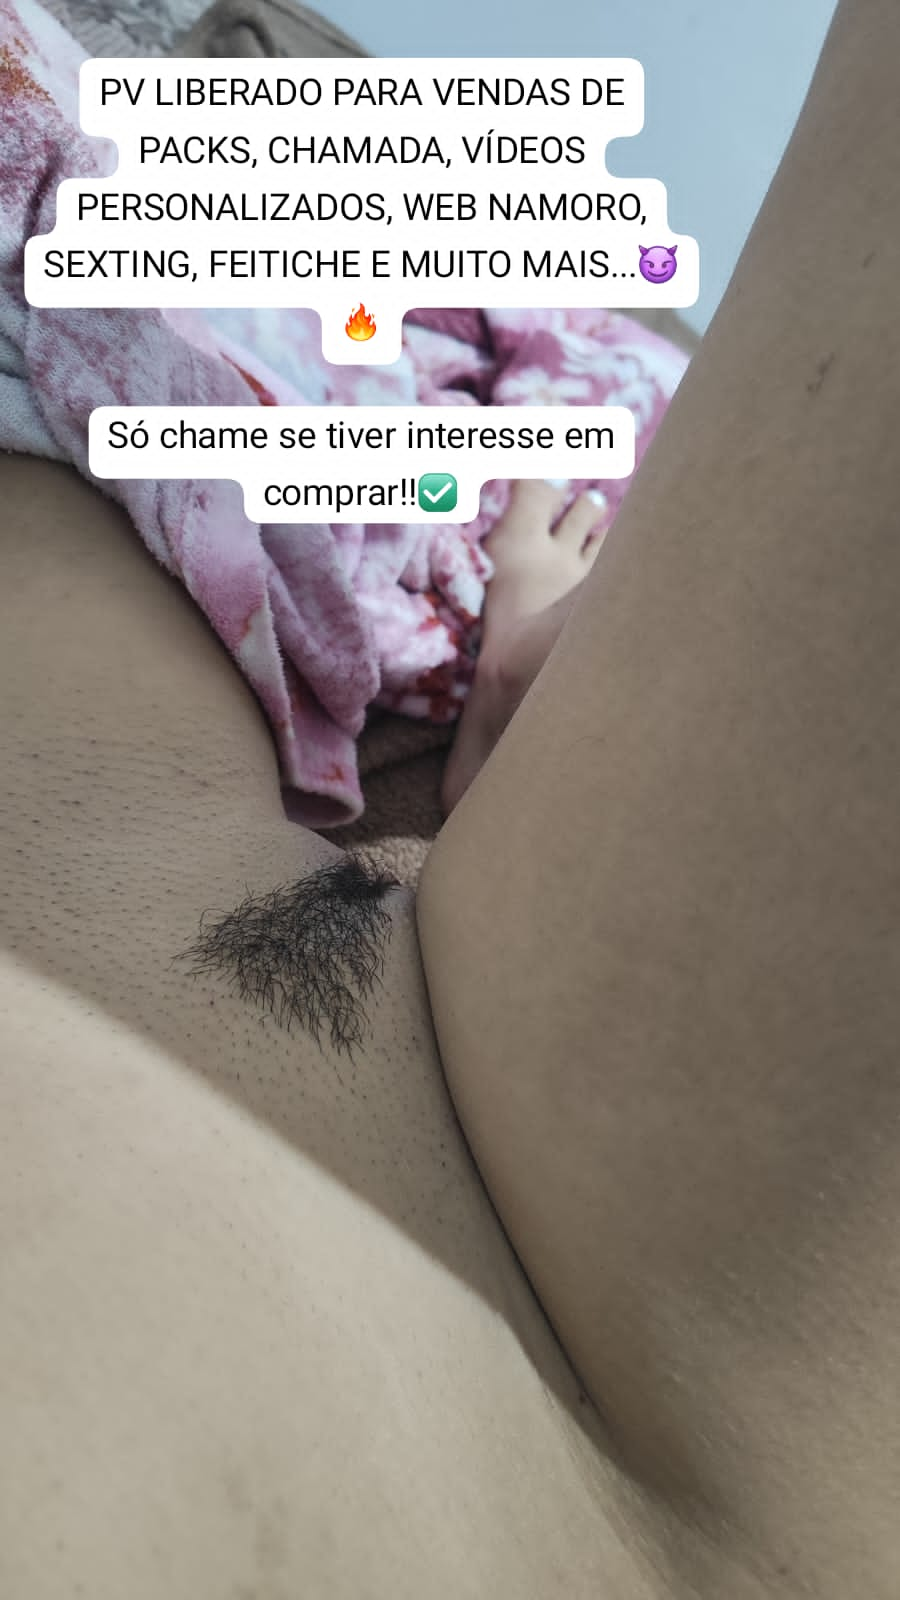 PV LIBERADO PARA VENDAS DE
PACKS, CHAMADA, VÍDEOS
PERSONALIZADOS, WEB NAMORO,
SEXTING, FEITICHE E MUITO MAIS...😈
🔥
Só chame se tiver interesse em
comprar!!✅